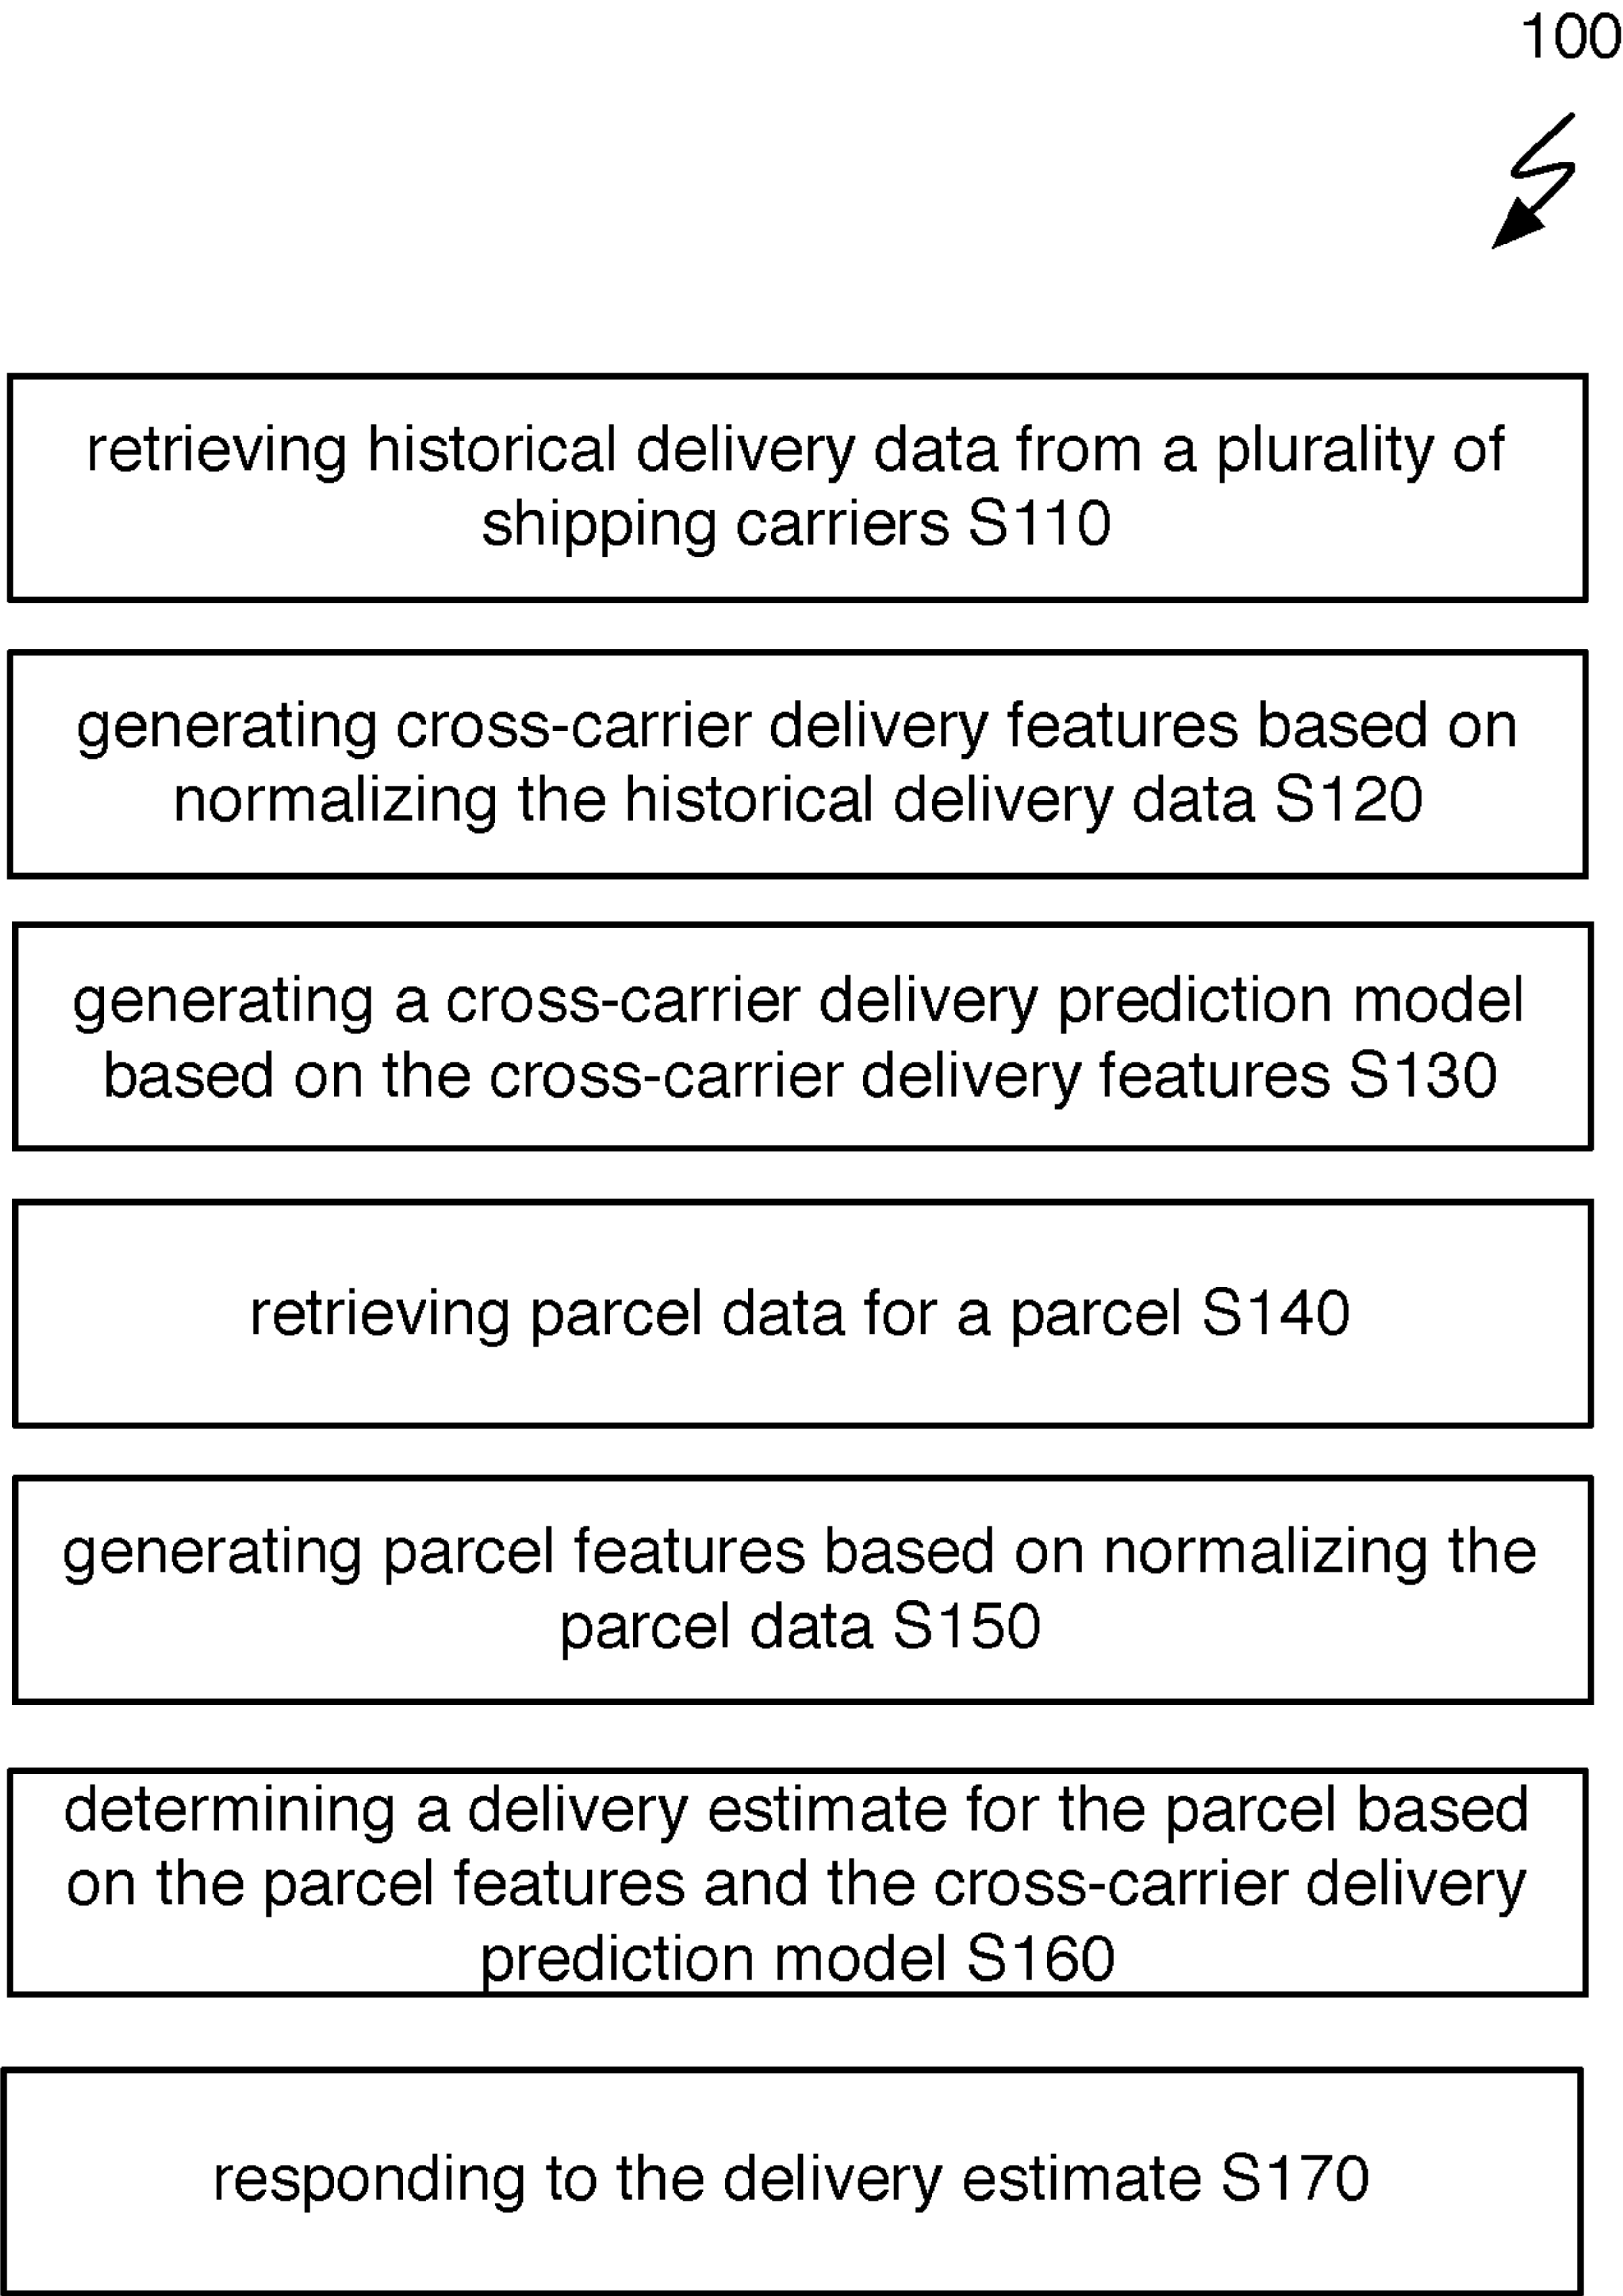 100
retrieving historical delivery data from a plurality of
shipping carriers S110
generating cross-carrier delivery features based on
normalizing the historical delivery data S120
generating a cross-carrier delivery prediction model
based on the cross-carrier delivery features S130
retrieving parcel data for a parcel S140
generating parcel features based on normalizing the
parcel data S150
determining a delivery estimate for the parcel based
on the parcel features and the cross-carrier delivery
prediction model S160
responding to the delivery estimate S170